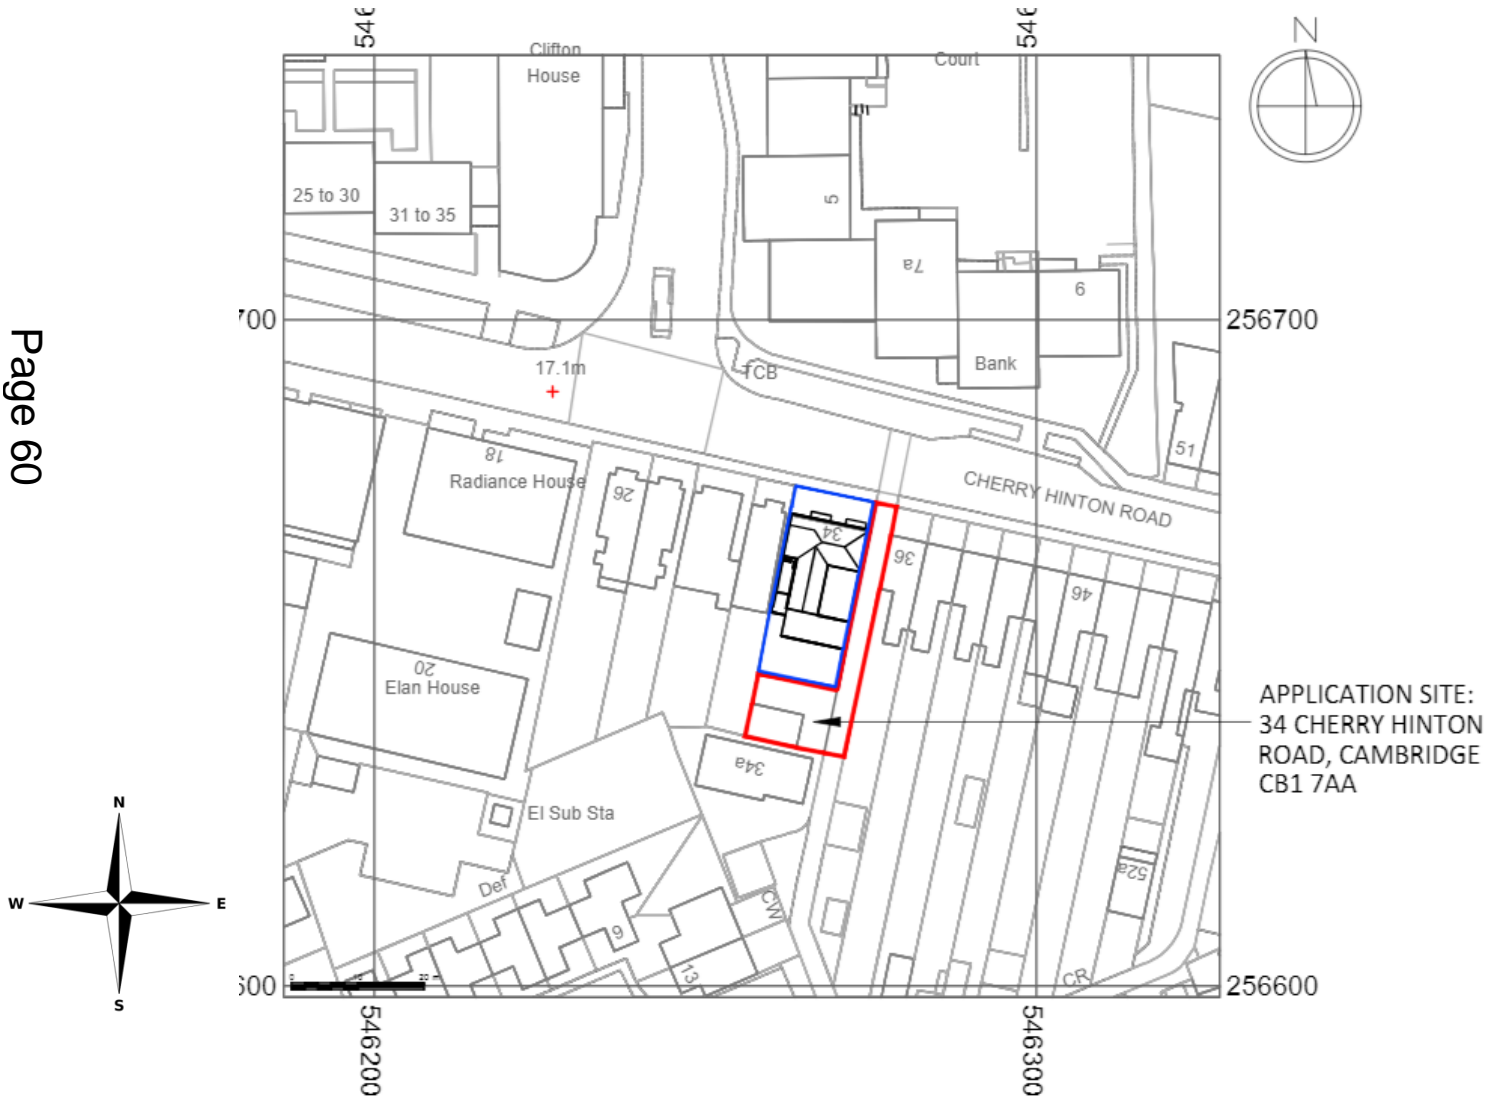 546
546
N
Clifton
House
Court
25 to 30
31 to 35
5
7a
9
700
256700
Bank
17.1m
TCB
51
18
Radiance House
26
CHERRY HINTON ROAD
34
36
46
20
Elan House
APPLICATION SITE:
34 CHERRY HINTON
ROAD, CAMBRIDGE
CB1 7AA
34a
El Sub Sta
52a
Def
CW
9
13
CR
N
W
E
S
0
20 m
600
256600
546200
546300
Page 60